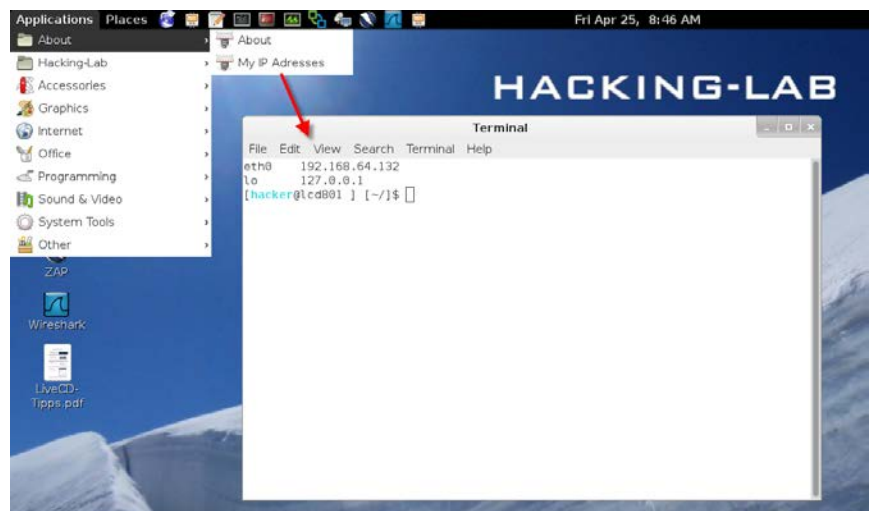 Applications Places Fri Apr 25, 8:46 AM
About
Hacking-Lab
Accessories
Graphics
Internet
Office
Programming
Sound & Video
System Tools
Other
About
My IP Adresses
HACKING-LAB
Terminal
File Edit View Search Terminal Help
eth0 192.168.64.132
lo 127.0.0.1
[hacker@lcd801 ] [~/]$
ZAP
Wireshark
LiveCD-
Tipps.pdf